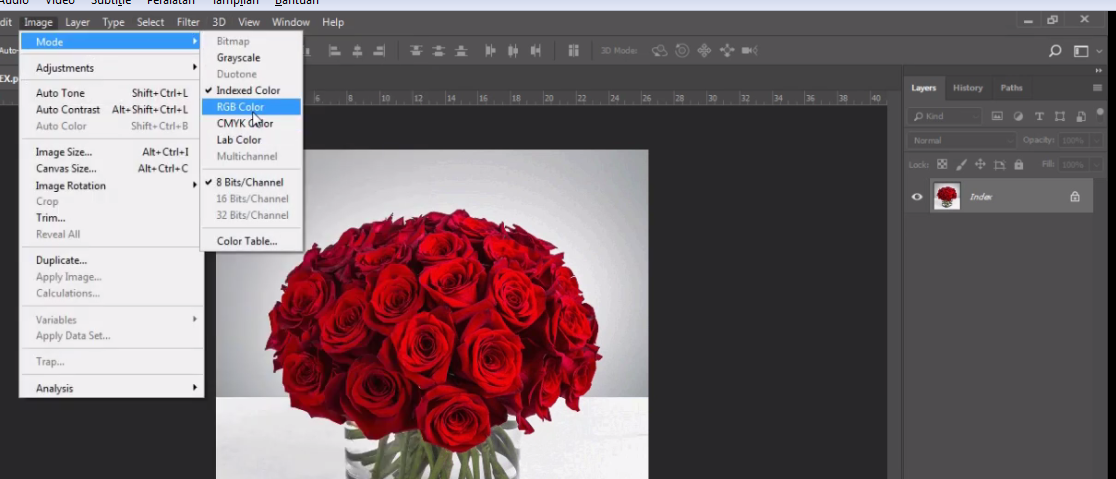 Audio Video Subtitle Peralatan Tampilan Bantuan
dit Image Layer Type Select Filter 3D View Window Help
Auto-
3D Mode:
EX.p
6 8 10 12 14 16 18 20 22 24 26 28 30 32 34 36 38 40
Mode
Adjustments
Auto Tone Shift+Ctrl+L
Auto Contrast Alt+Shift+Ctrl+L
Auto Color Shift+Ctrl+B
Image Size... Alt+Ctrl+I
Canvas Size... Alt+Ctrl+C
Image Rotation
Crop
Trim...
Reveal All
Duplicate...
Apply Image...
Calculations...
Variables
Apply Data Set...
Trap...
Analysis
Bitmap
Grayscale
Duotone
Indexed Color
RGB Color
CMYK Color
Lab Color
Multichannel
8 Bits/Channel
16 Bits/Channel
32 Bits/Channel
Color Table...
Layers History Paths
Kind
Normal Opacity: 100%
Lock: Fill: 100%
Index